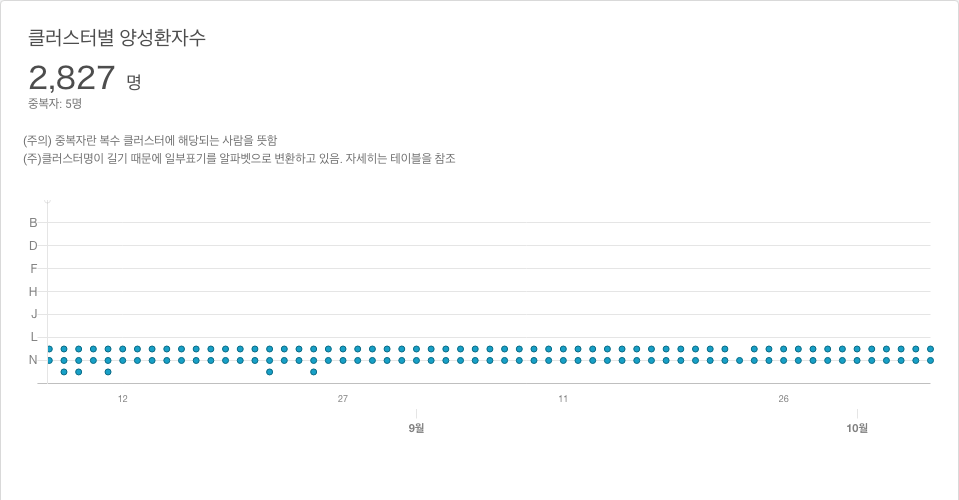 클러스터별 양성환자수
2,827 명
중복자: 5명
(주의) 중복자란 복수 클러스터에 해당되는 사람을 뜻함
(주)클러스터명이 길기 때문에 일부표기를 알파벳으로 변환하고 있음. 자세히는 테이블을 참조
B
D
F
H
J
L
N
12 27 11 26
9월 10월